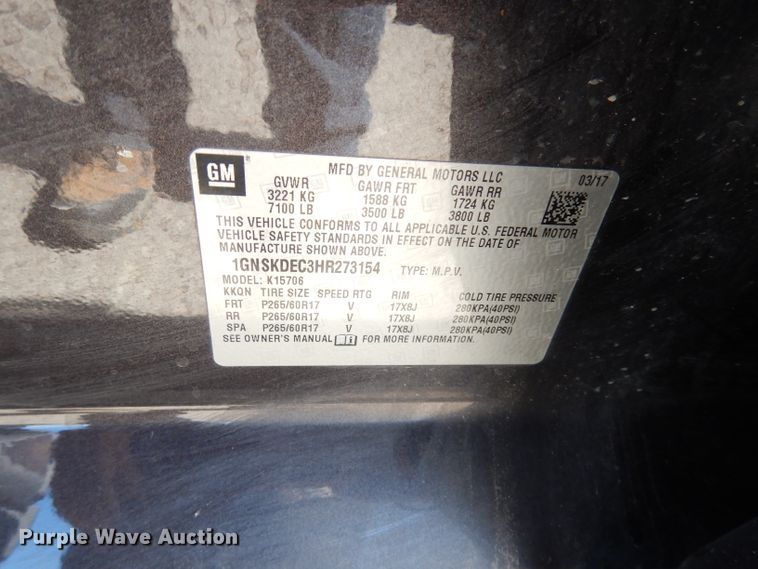 GM
MFD BY GENERAL MOTORS LLC
03/17
GVWR GAWR FRT GAWR RR
3221 KG 1588 KG 1724 KG
7100 LB 3500 LB 3800 LB
THIS VEHICLE CONFORMS TO ALL APPLICABLE U.S. FEDERAL MOTOR
VEHICLE SAFETY STANDARDS IN EFFECT ON THE DATE OF
MANUFACTURE SHOWN ABOVE.
1GNSKDEC3HR273154 TYPE: M.P.V.
MODEL: K15706
KKQN TIRE SIZE SPEED RTG RIM COLD TIRE PRESSURE
FRT P265/60R17 V 17X8J 280KPA(40PSI)
RR P265/60R17 V 17X8J 280KPA(40PSI)
SPA P265/60R17 V 17X8J 280KPA(40PSI)
SEE OWNER'S MANUAL FOR MORE INFORMATION.
Purple Wave Auction